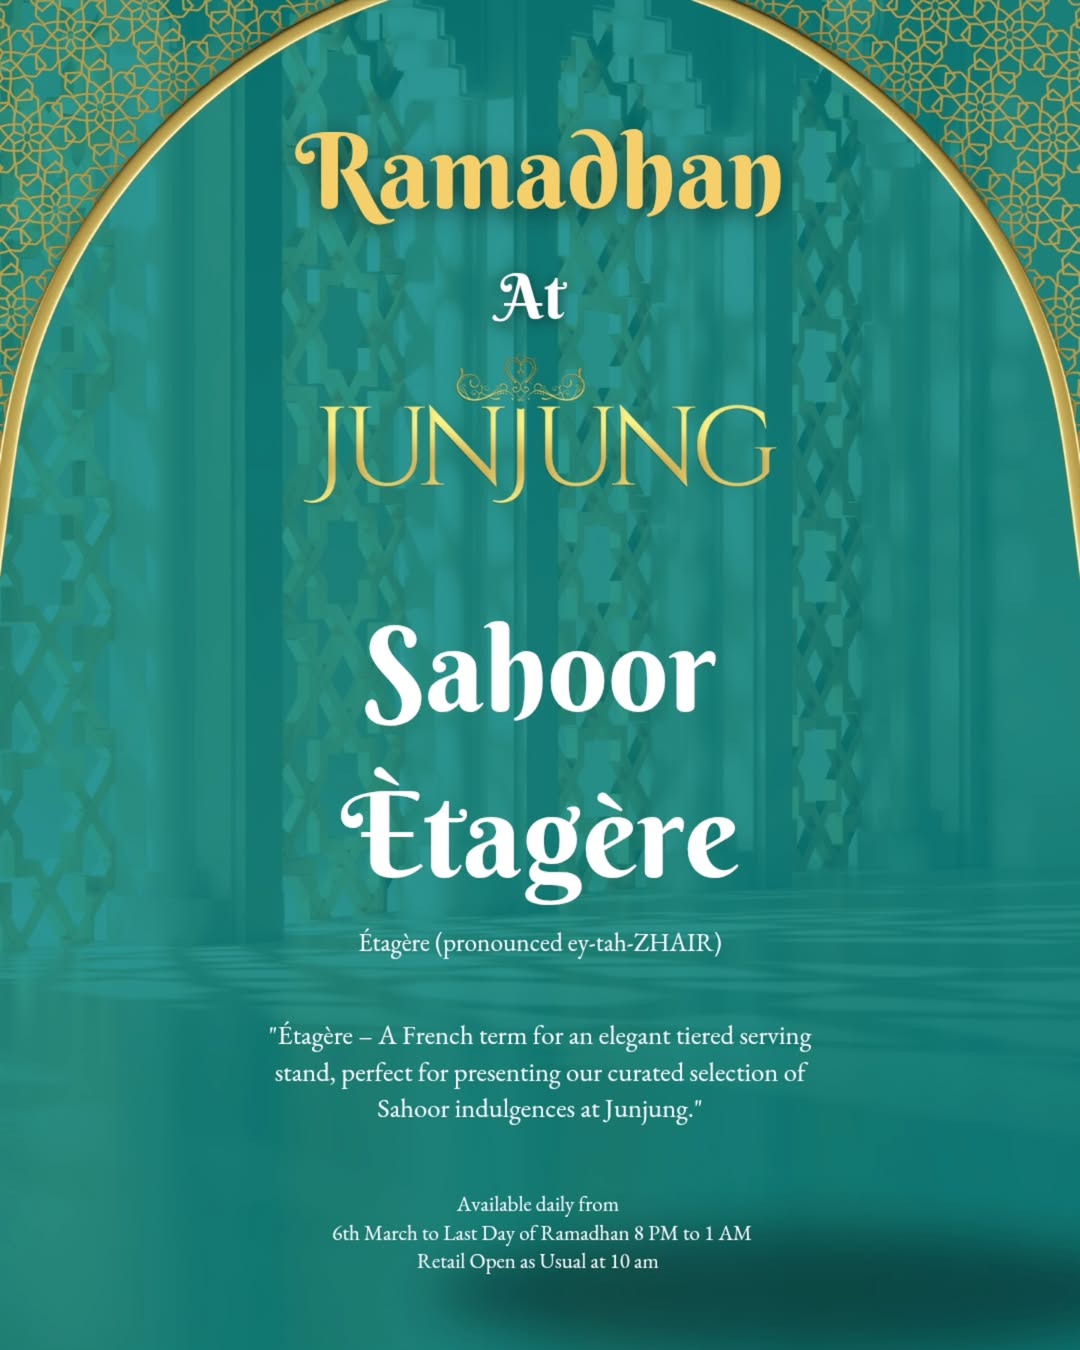 Ramadhan
At
JUNJUNG
Sahoor
Ètagère
Étagère (pronounced ey-tah-ZHAIR)
"Étagère – A French term for an elegant tiered serving
stand, perfect for presenting our curated selection of
Sahoor indulgences at Junjung."
Available daily from
6th March to Last Day of Ramadhan 8 PM to 1 AM
Retail Open as Usual at 10 am